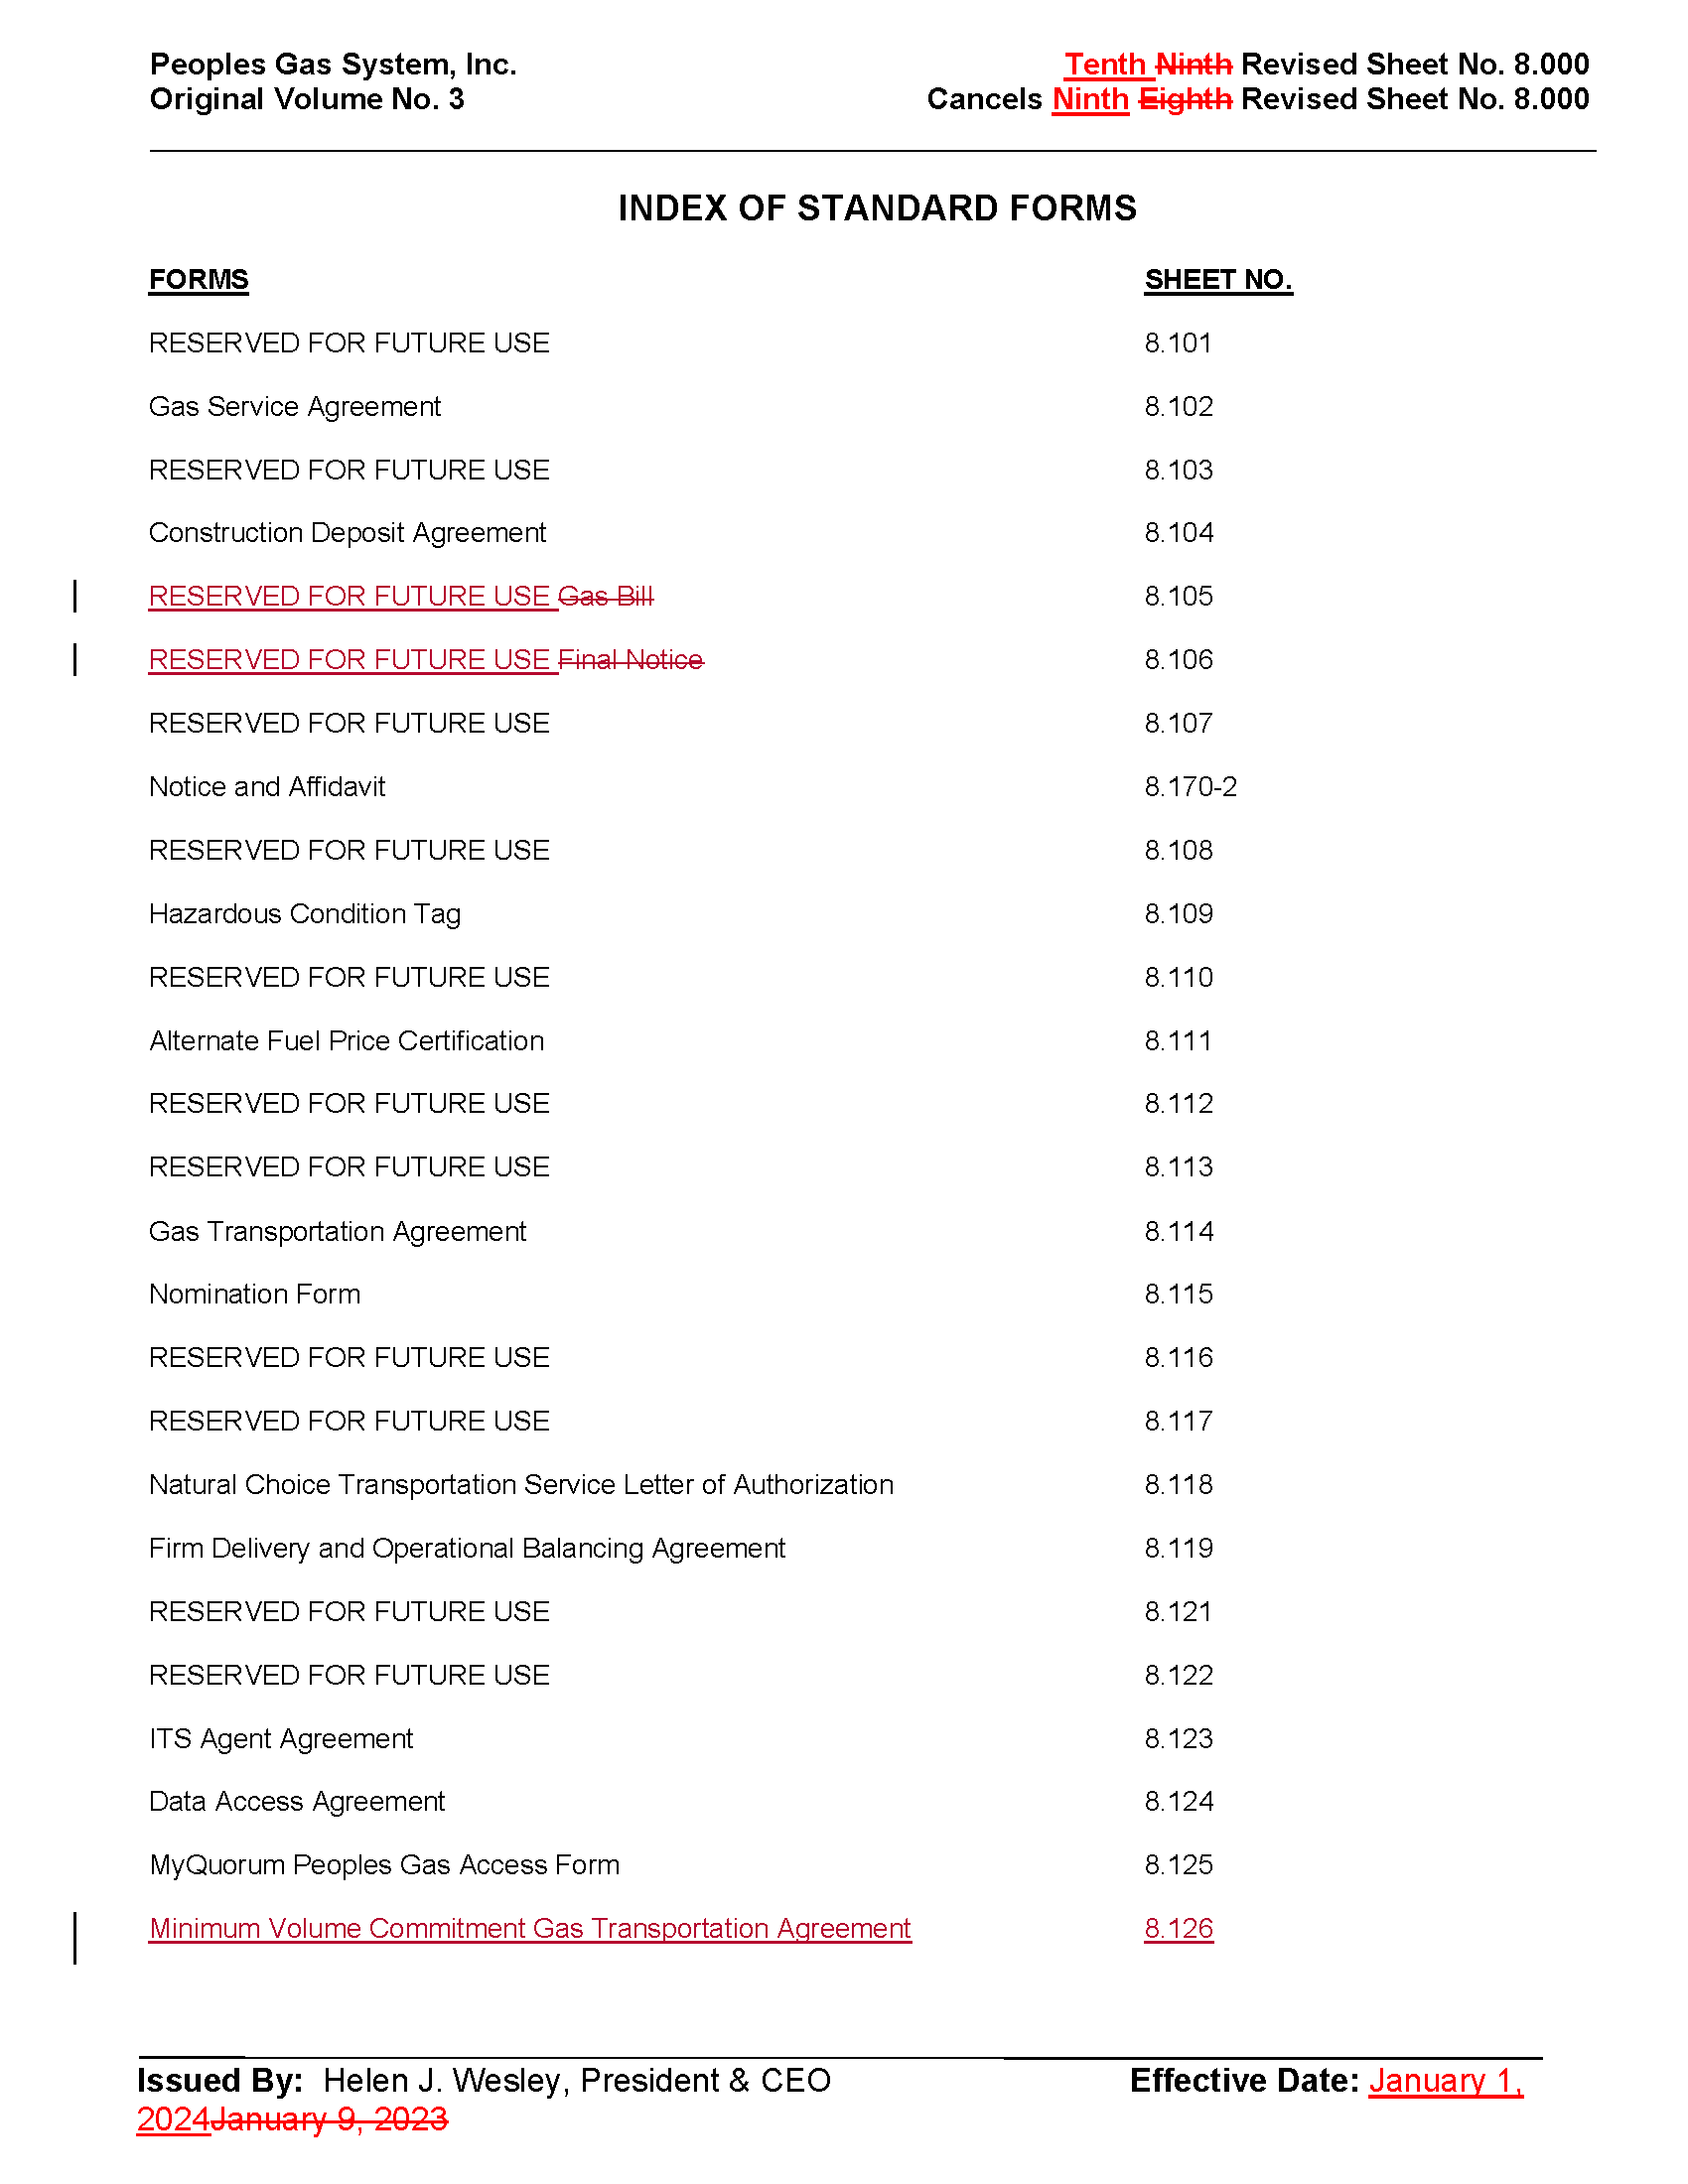 Peoples Gas System, Inc. Tenth Ninth Revised Sheet No. 8.000
Original Volume No. 3 Cancels Ninth Eighth Revised Sheet No. 8.000
INDEX OF STANDARD FORMS
FORMS SHEET NO.
RESERVED FOR FUTURE USE 8.101
Gas Service Agreement 8.102
RESERVED FOR FUTURE USE 8.103
Construction Deposit Agreement 8.104
RESERVED FOR FUTURE USE Gas Bill 8.105
RESERVED FOR FUTURE USE Final Notice 8.106
RESERVED FOR FUTURE USE 8.107
Notice and Affidavit 8.170-2
RESERVED FOR FUTURE USE 8.108
Hazardous Condition Tag 8.109
RESERVED FOR FUTURE USE 8.110
Alternate Fuel Price Certification 8.111
RESERVED FOR FUTURE USE 8.112
RESERVED FOR FUTURE USE 8.113
Gas Transportation Agreement 8.114
Nomination Form 8.115
RESERVED FOR FUTURE USE 8.116
RESERVED FOR FUTURE USE 8.117
Natural Choice Transportation Service Letter of Authorization 8.118
Firm Delivery and Operational Balancing Agreement 8.119
RESERVED FOR FUTURE USE 8.121
RESERVED FOR FUTURE USE 8.122
ITS Agent Agreement 8.123
Data Access Agreement 8.124
MyQuorum Peoples Gas Access Form 8.125
Minimum Volume Commitment Gas Transportation Agreement 8.126
Issued By: Helen J. Wesley, President & CEO Effective Date: January 1,
2024January 9, 2023